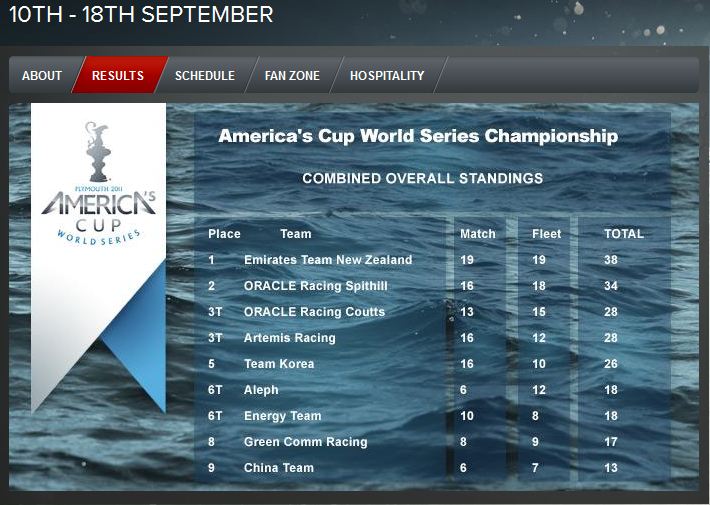 10TH - 18TH SEPTEMBER
ABOUT RESULTS SCHEDULE FAN ZONE HOSPITALITY
PLYMOUTH 2011
AMERICA'S
CUP
WORLD SERIES
America's Cup World Series Championship
COMBINED OVERALL STANDINGS
Place Team Match Fleet TOTAL
1 Emirates Team New Zealand 19 19 38
2 ORACLE Racing Spithill 16 18 34
3T ORACLE Racing Coutts 13 15 28
3T Artemis Racing 16 12 28
5 Team Korea 16 10 26
6T Aleph 6 12 18
6T Energy Team 10 8 18
8 Green Comm Racing 8 9 17
9 China Team 6 7 13